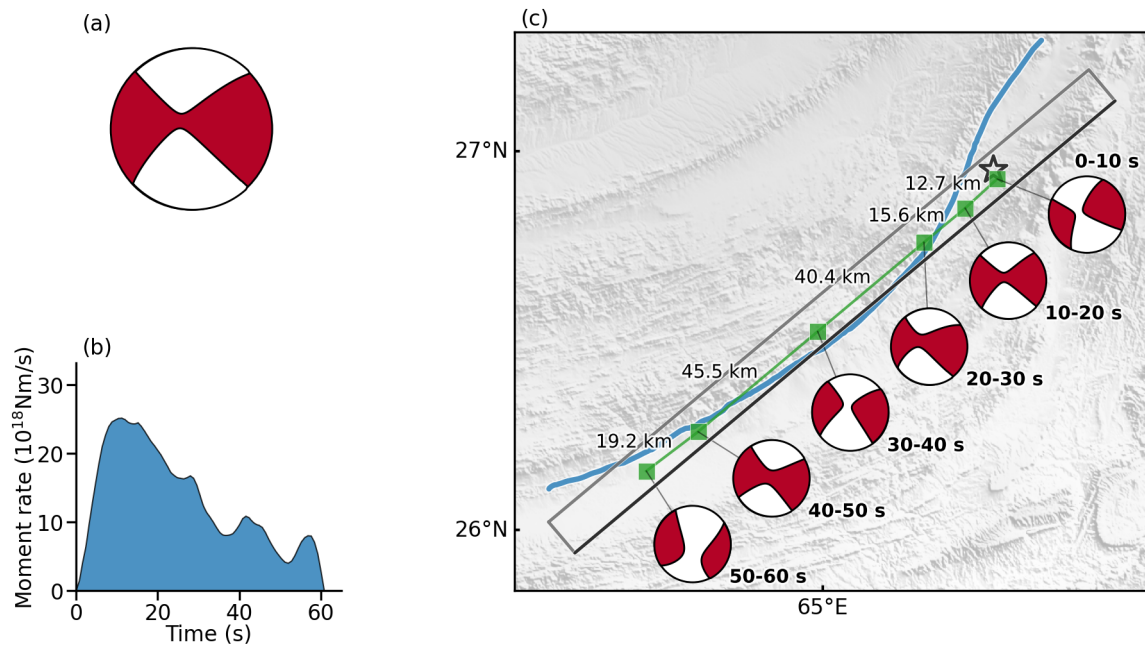 (a)
(b)
Moment rate (10¹⁸Nm/s)
30
20
10
0
0 20 40 60
Time (s)
(c)
27°N
26°N
65°E
0-10 s
12.7 km
15.6 km
10-20 s
40.4 km
20-30 s
45.5 km
30-40 s
19.2 km
40-50 s
50-60 s